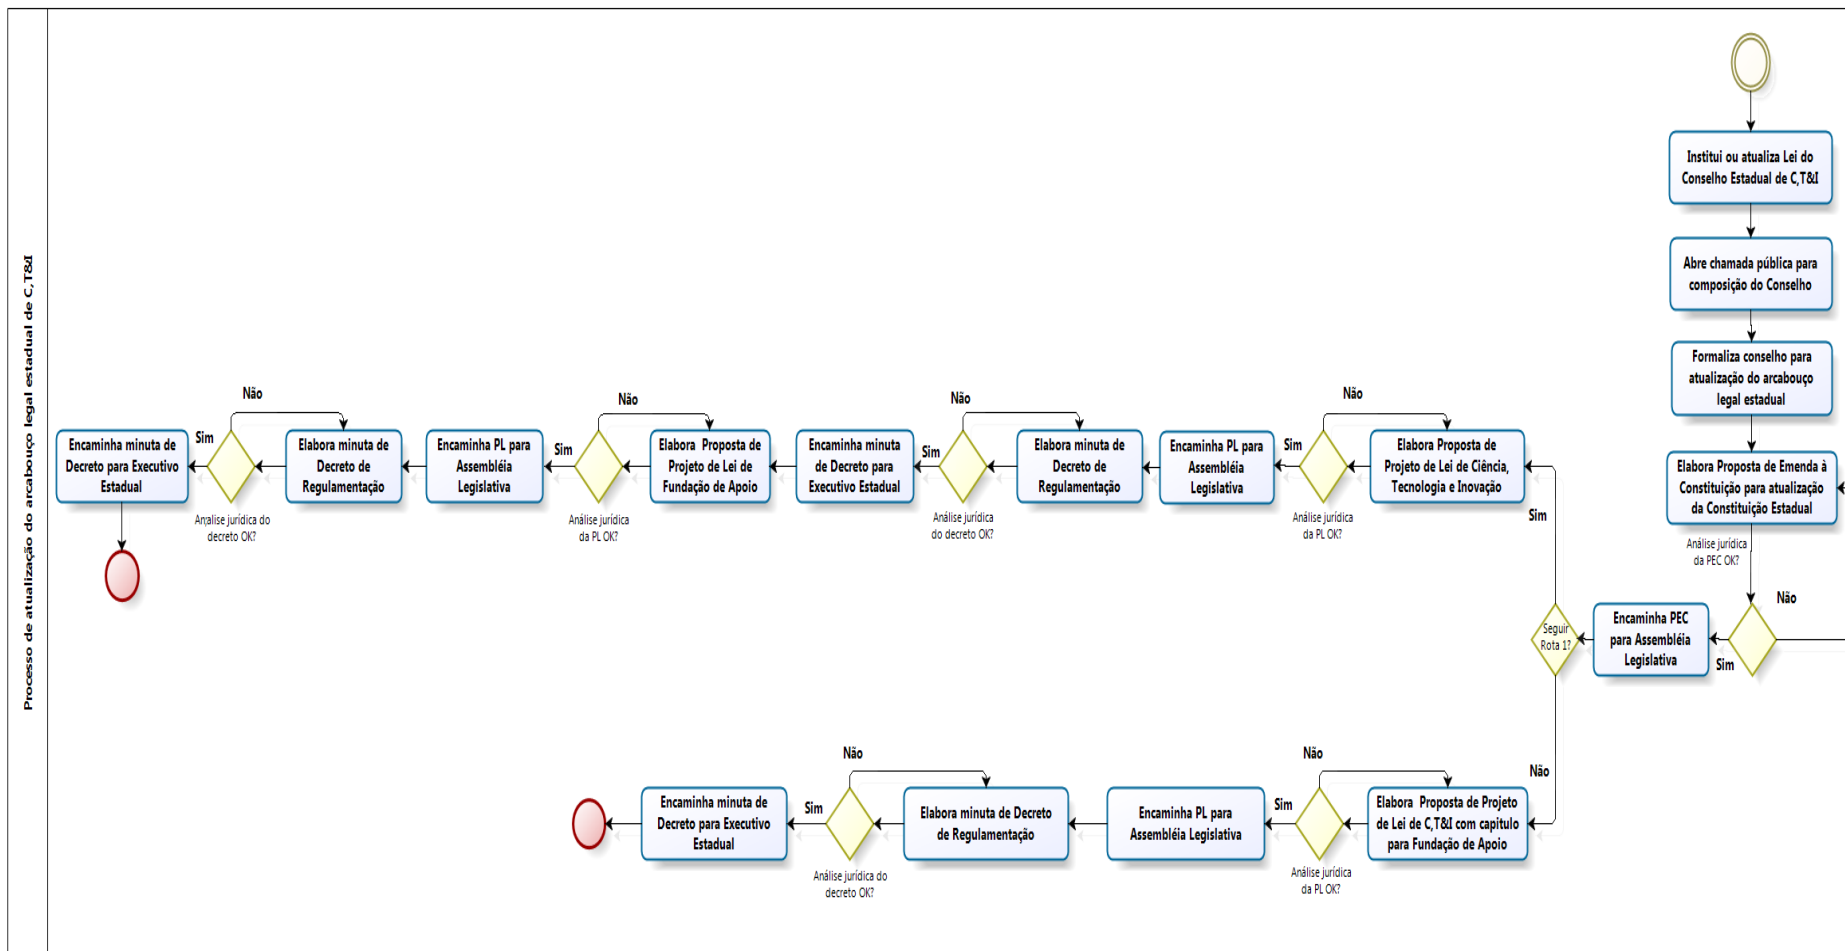 Processo de atualização do arcabouço legal estadual de C,T&I
Institui ou atualiza Lei do
Conselho Estadual de C,T&I
Abre chamada pública para
composição do Conselho
Formaliza conselho para
atualização do arcabouço
legal estadual
Elabora Proposta de Emenda à
Constituição para atualização
da Constituição Estadual
Análise jurídica
da PEC OK?
Não
Sim
Encaminha PEC
para Assembléia
Legislativa
Seguir
Rota 1?
Sim
Elabora Proposta de
Projeto de Lei de Ciência,
Tecnologia e Inovação
Não
Análise jurídica
da PL OK?
Sim
Encaminha PL para
Assembléia
Legislativa
Elabora minuta de
Decreto de
Regulamentação
Não
Análise jurídica
do decreto OK?
Sim
Encaminha minuta
de Decreto para
Executivo Estadual
Elabora  Proposta de
Projeto de Lei de
Fundação de Apoio
Não
Análise jurídica
da PL OK?
Sim
Encaminha PL para
Assembléia
Legislativa
Elabora minuta de
Decreto de
Regulamentação
Não
Análise jurídica do
decreto OK?
Sim
Encaminha minuta de
Decreto para Executivo
Estadual
Não
Elabora  Proposta de Projeto
de Lei de C,T&I com capitulo
para Fundação de Apoio
Não
Análise jurídica
da PL OK?
Sim
Encaminha PL para
Assembléia Legislativa
Elabora minuta de Decreto
de Regulamentação
Não
Análise jurídica do
decreto OK?
Sim
Encaminha minuta de
Decreto para Executivo
Estadual